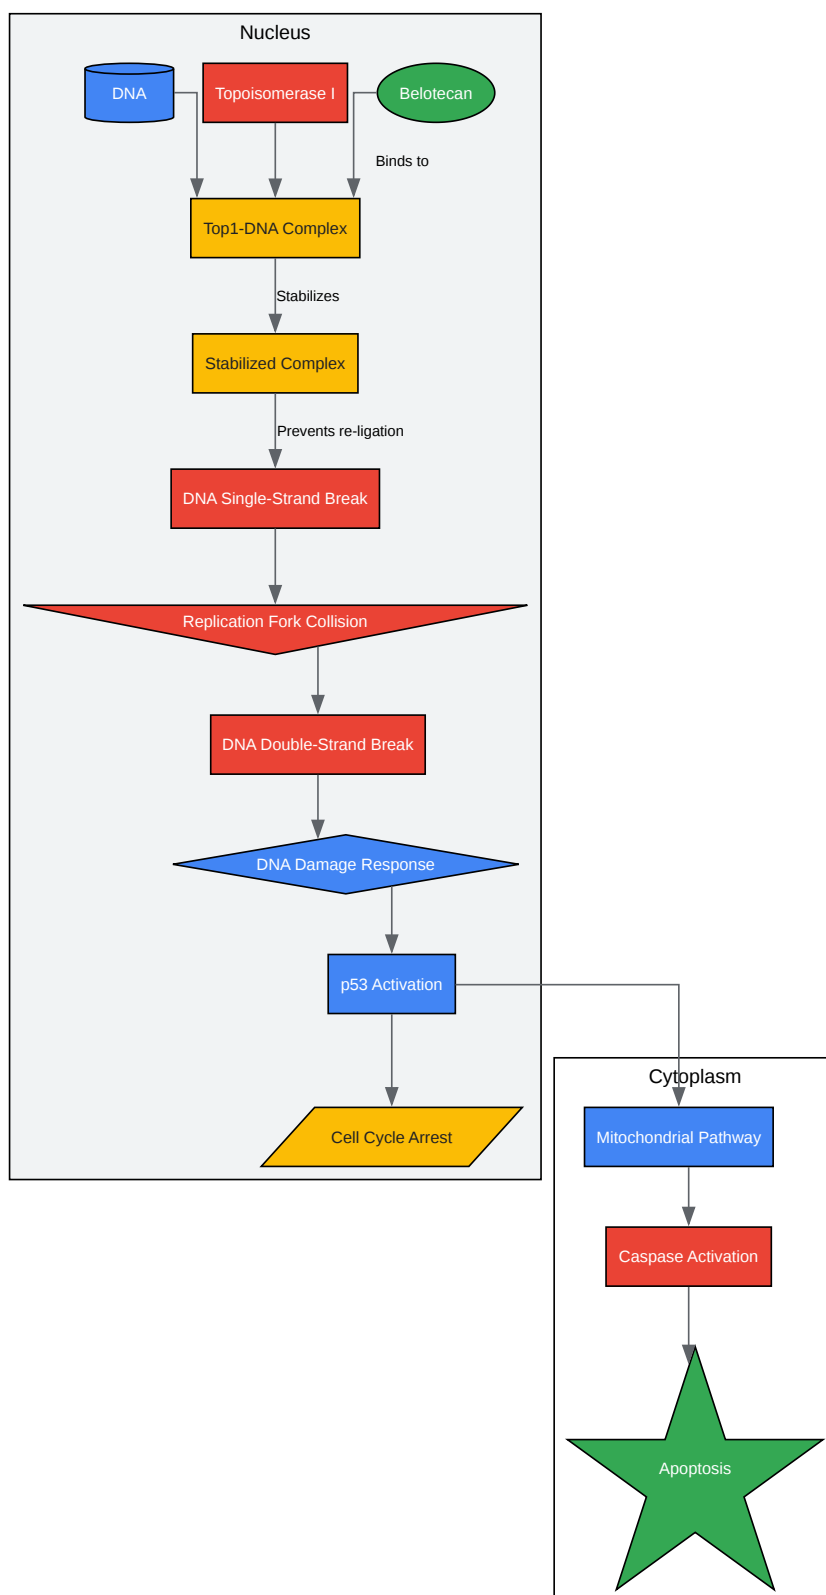 Nucleus
DNA
Topoisomerase I
Belotecan
Binds to
Top1-DNA Complex
Stabilizes
Stabilized Complex
Prevents re-ligation
DNA Single-Strand Break
Replication Fork Collision
DNA Double-Strand Break
DNA Damage Response
p53 Activation
Cytoplasm
Cell Cycle Arrest
Mitochondrial Pathway
Caspase Activation
Apoptosis